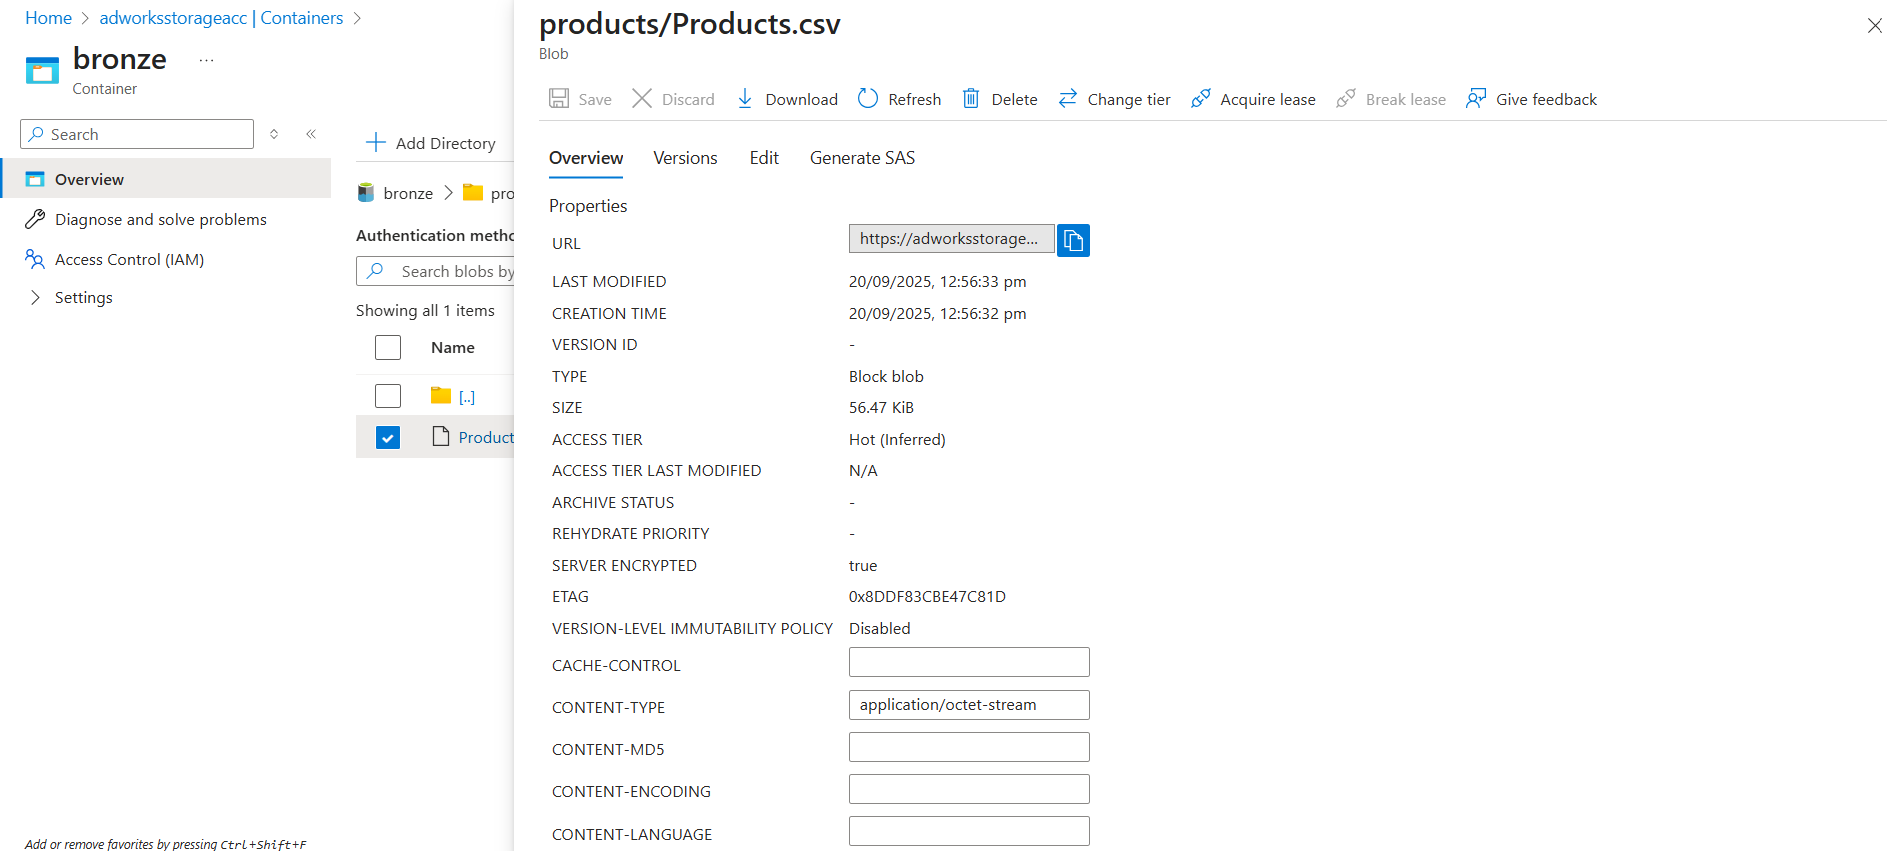 Home > adworksstorageacc | Containers >
bronze ...
Container
Search
Overview
Diagnose and solve problems
Access Control (IAM)
Settings
Add or remove favorites by pressing Ctrl+Shift+F
Add Directory
bronze > pro
Authentication metho
Search blobs by
Showing all 1 items
Name
[..]
Product
products/Products.csv
Blob
Save Discard Download Refresh Delete Change tier Acquire lease Break lease Give feedback
Overview Versions Edit Generate SAS
Properties
URL https://adworksstorage...
LAST MODIFIED 20/09/2025, 12:56:33 pm
CREATION TIME 20/09/2025, 12:56:32 pm
VERSION ID -
TYPE Block blob
SIZE 56.47 KiB
ACCESS TIER Hot (Inferred)
ACCESS TIER LAST MODIFIED N/A
ARCHIVE STATUS -
REHYDRATE PRIORITY -
SERVER ENCRYPTED true
ETAG 0x8DDF83CBE47C81D
VERSION-LEVEL IMMUTABILITY POLICY Disabled
CACHE-CONTROL
CONTENT-TYPE application/octet-stream
CONTENT-MD5
CONTENT-ENCODING
CONTENT-LANGUAGE